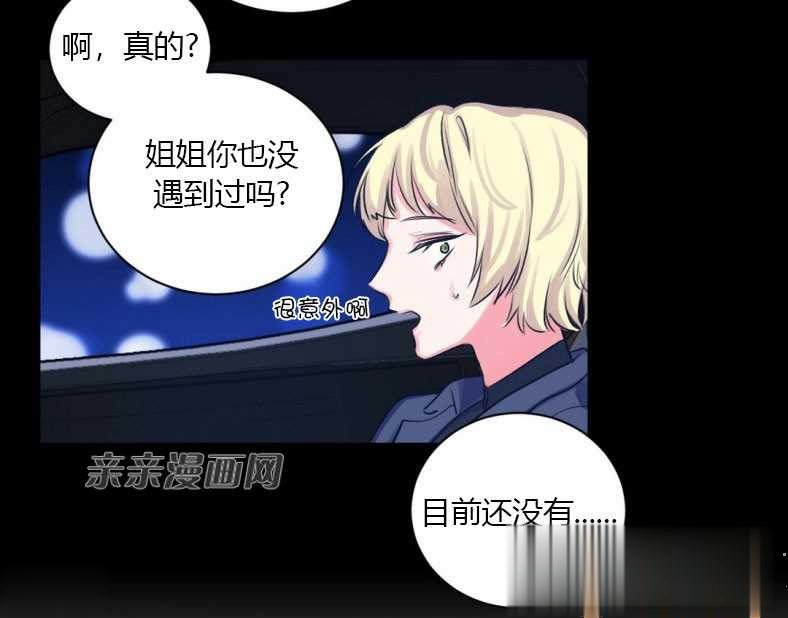 啊，真的?
姐姐你也没
遇到过吗?
很意外啊
亲亲漫画网
目前还没有......